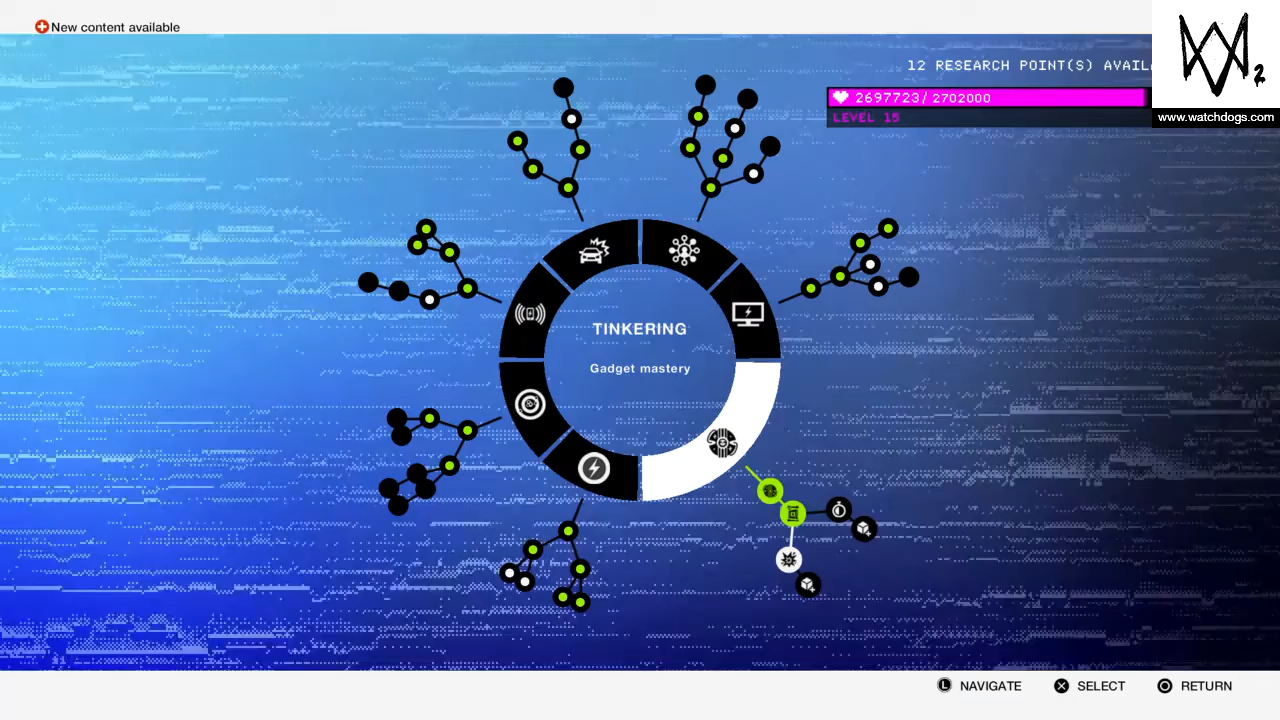 New content available
12 RESEARCH POINT(S) AVAIL
2697723/2702000
LEVEL 15
2
www.watchdogs.com
TINKERING
Gadget mastery
L NAVIGATE
SELECT
RETURN